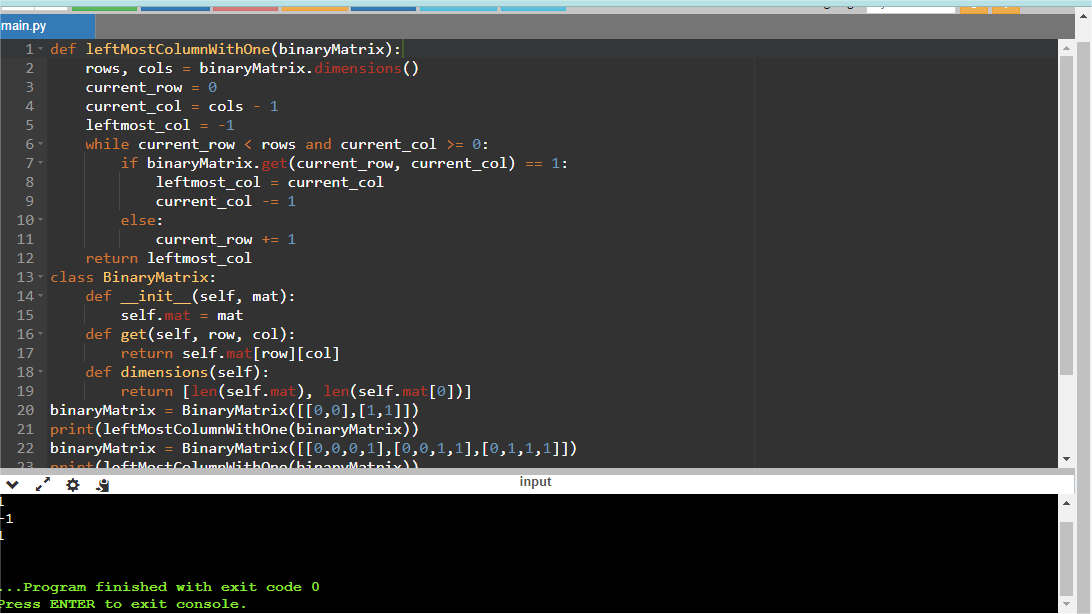 main.py
1 def leftMostColumnWithOne(binaryMatrix):
2 rows, cols = binaryMatrix.dimensions()
3 current_row = 0
4 current_col = cols - 1
5 leftmost_col = -1
6 while current_row < rows and current_col >= 0:
7 if binaryMatrix.get(current_row, current_col) == 1:
8 leftmost_col = current_col
9 current_col -= 1
10 else:
11 current_row += 1
12 return leftmost_col
13 class BinaryMatrix:
14 def __init__(self, mat):
15 self.mat = mat
16 def get(self, row, col):
17 return self.mat[row][col]
18 def dimensions(self):
19 return [len(self.mat), len(self.mat[0])]
20 binaryMatrix = BinaryMatrix([[0,0],[1,1]])
21 print(leftMostColumnWithOne(binaryMatrix))
22 binaryMatrix = BinaryMatrix([[0,0,0,1],[0,0,1,1],[0,1,1,1]])
23 print(leftMostColumnWithOne(binaryMatrix))
input
1
-1
1
...Program finished with exit code 0
Press ENTER to exit console.